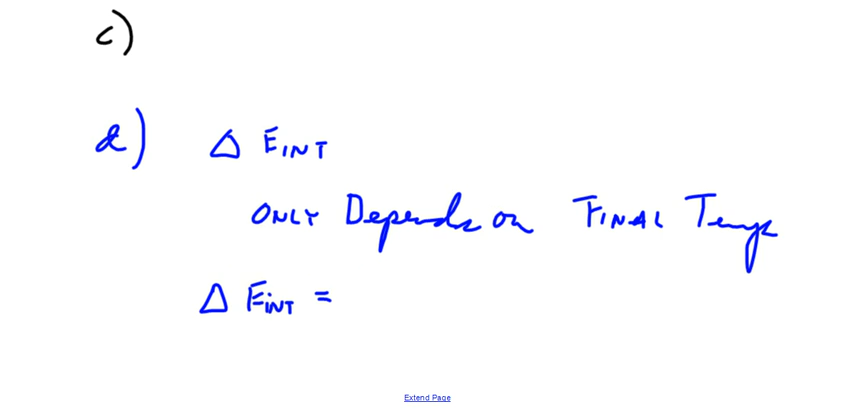 c)
d) Δ EINT
ONLY Depends on FINAL Temp
Δ EINT =
Extend Page